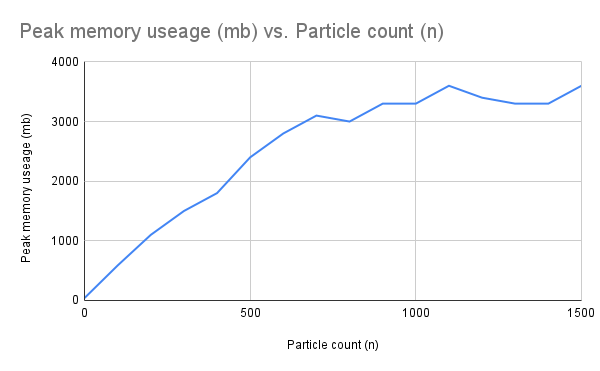 Peak memory useage (mb) vs. Particle count (n)
4000
3000
2000
1000
0
Peak memory useage (mb)
0 500 1000 1500
Particle count (n)